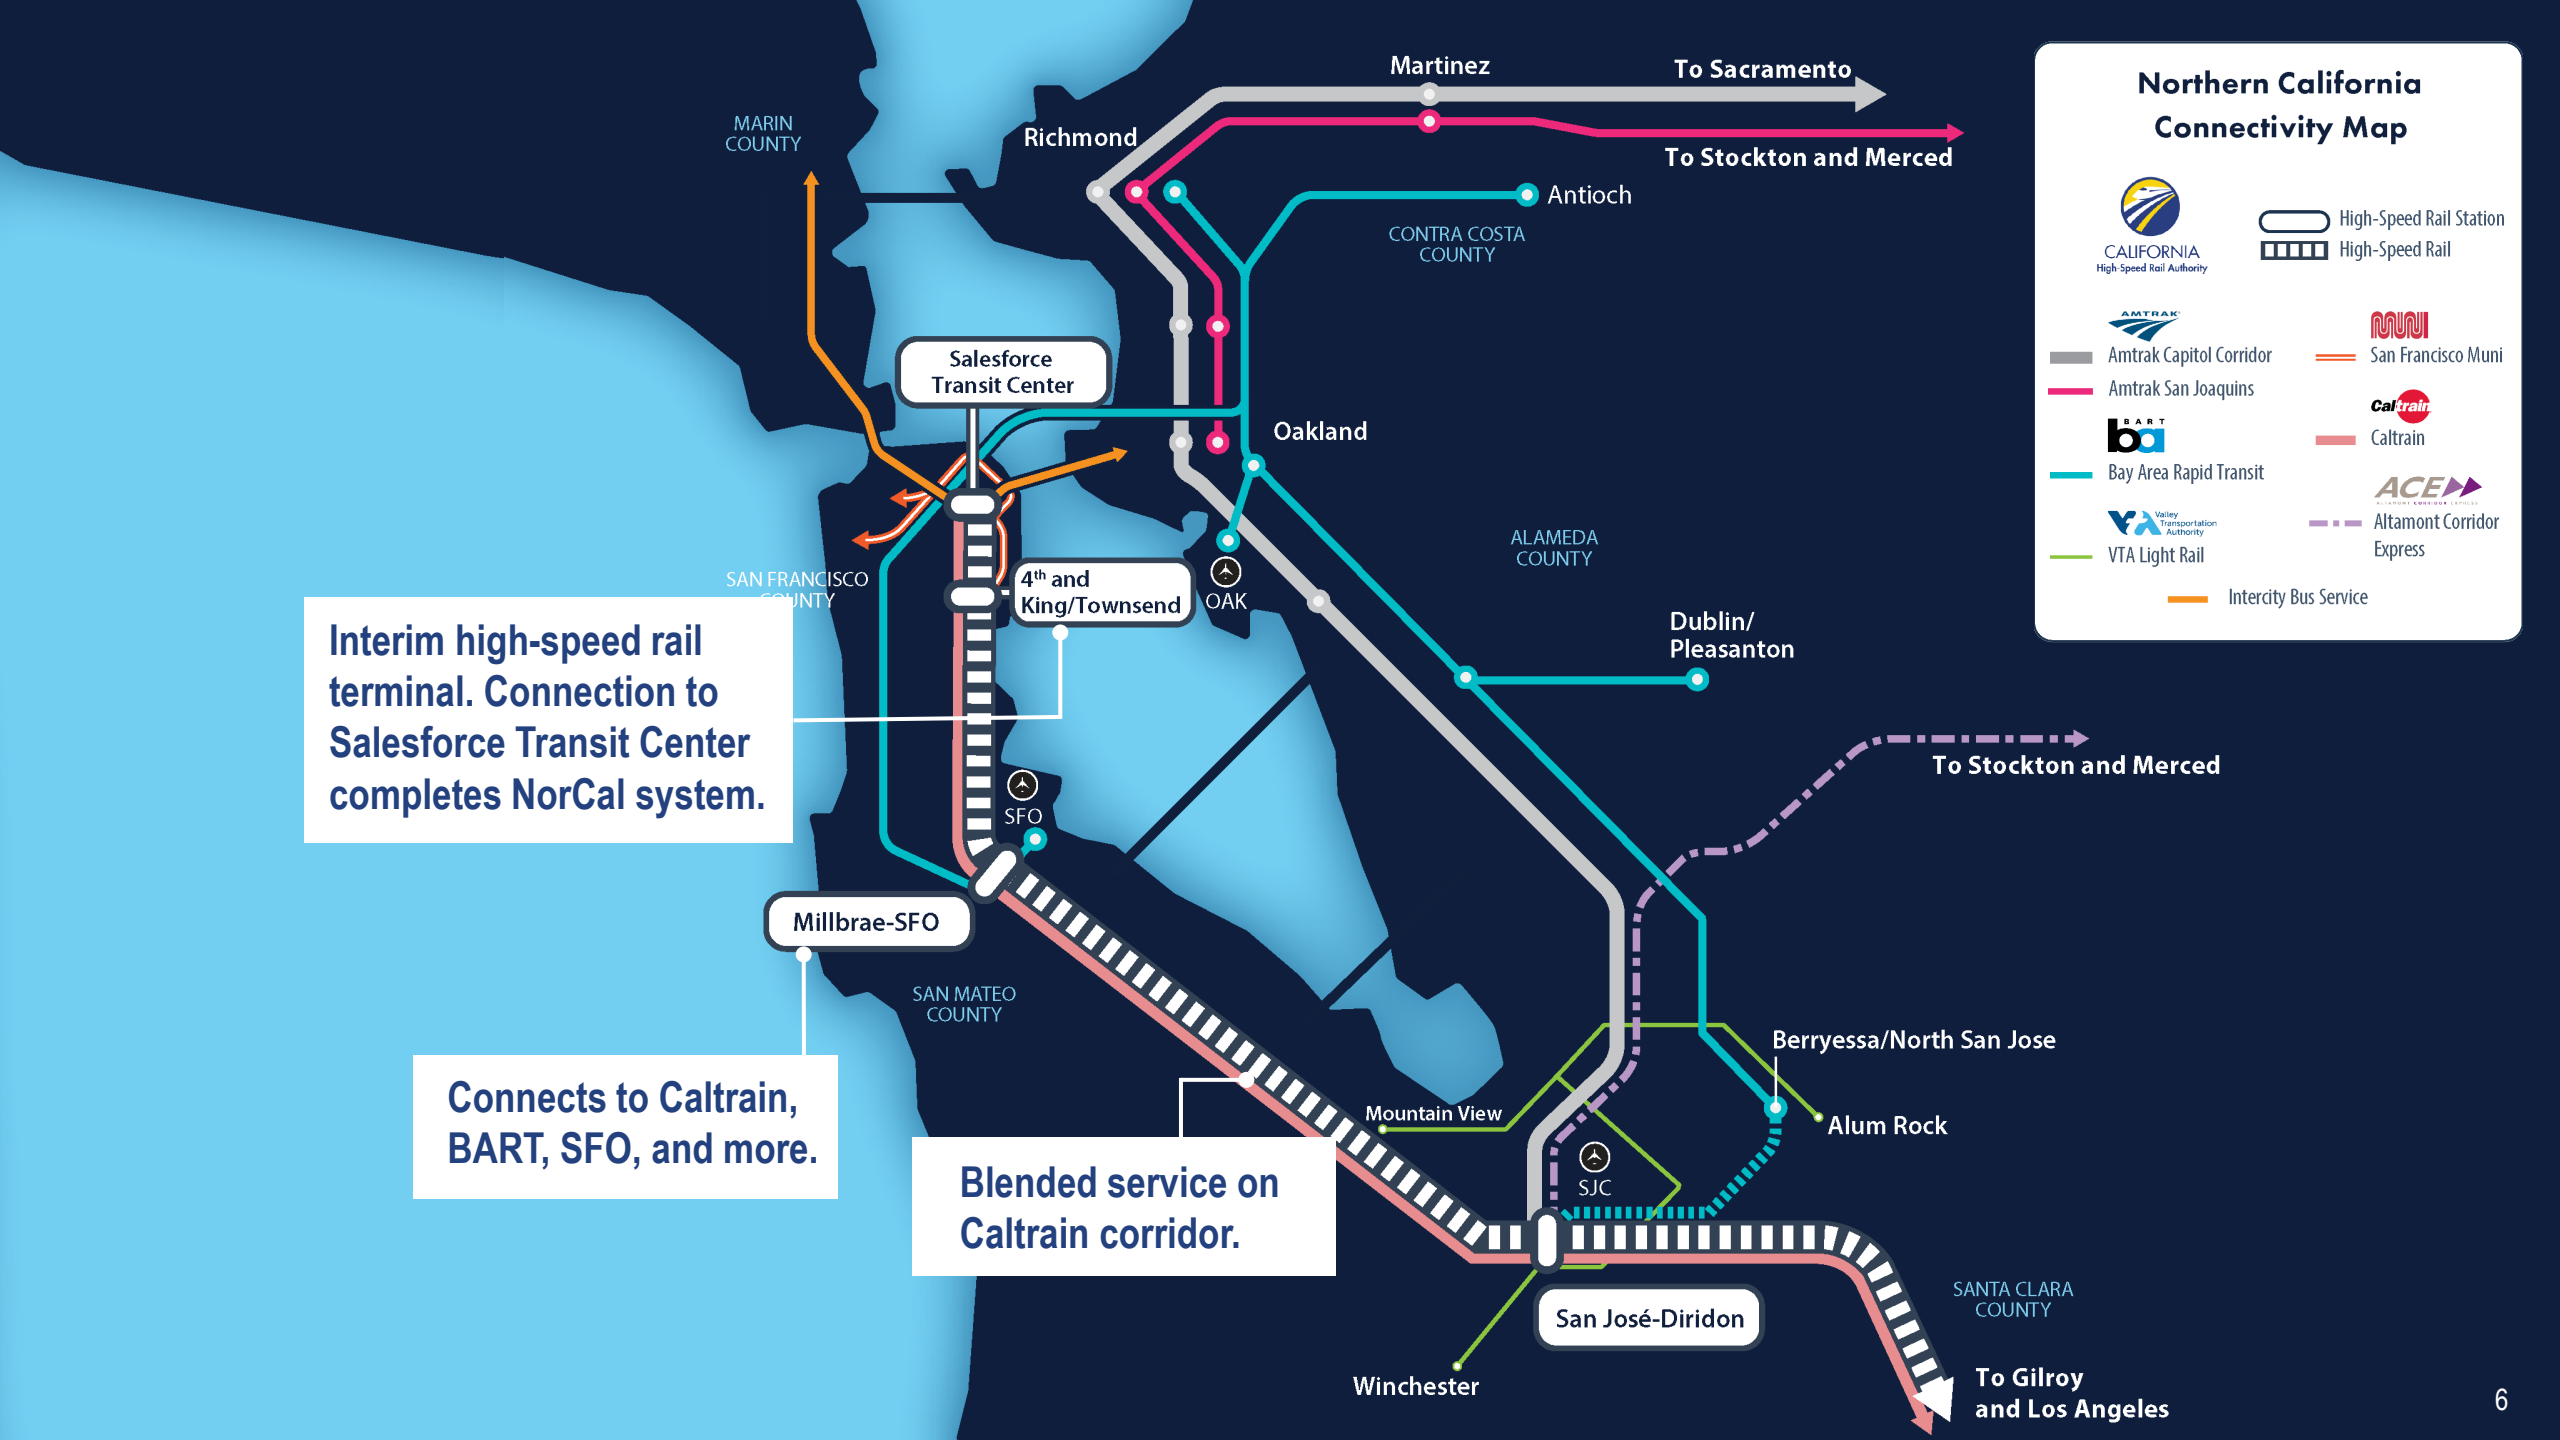 Northern California
Connectivity Map
CALIFORNIA
High-Speed Rail Authority
High-Speed Rail Station
High-Speed Rail
AMTRAK
Amtrak Capitol Corridor
Amtrak San Joaquins
BART
ba
Bay Area Rapid Transit
VTA
Valley
Transportation
Authority
VTA Light Rail
MUNI
San Francisco Muni
Caltrain
Caltrain
ACE
ALTAMONT CORRIDOR EXPRESS
Altamont Corridor
Express
Intercity Bus Service
Martinez
To Sacramento
Richmond
To Stockton and Merced
MARIN
COUNTY
Antioch
CONTRA COSTA
COUNTY
Salesforce
Transit Center
Oakland
ALAMEDA
COUNTY
SAN FRANCISCO
COUNTY
4th and
King/Townsend
OAK
Dublin/
Pleasanton
Interim high-speed rail
terminal. Connection to
Salesforce Transit Center
completes NorCal system.
To Stockton and Merced
SFO
Millbrae-SFO
SAN MATEO
COUNTY
Connects to Caltrain,
BART, SFO, and more.
Berryessa/North San Jose
Mountain View
Alum Rock
Blended service on
Caltrain corridor.
SJC
San José-Diridon
SANTA CLARA
COUNTY
Winchester
To Gilroy
and Los Angeles
6